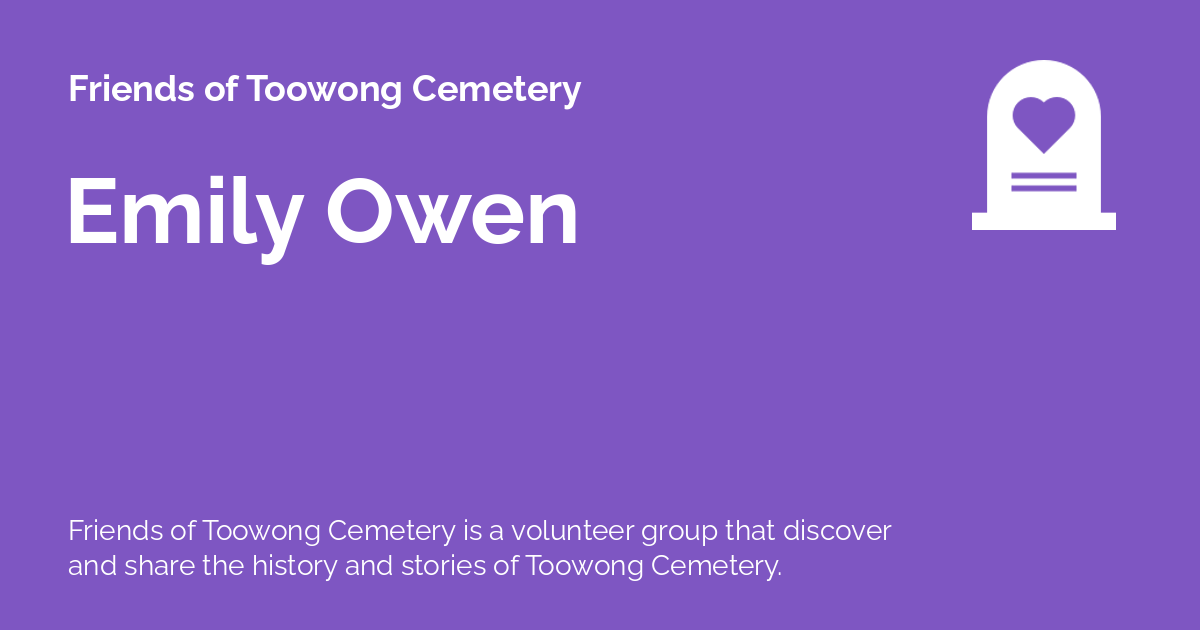 Friends of Toowong Cemetery
Emily Owen
Friends of Toowong Cemetery is a volunteer group that discover
and share the history and stories of Toowong Cemetery.